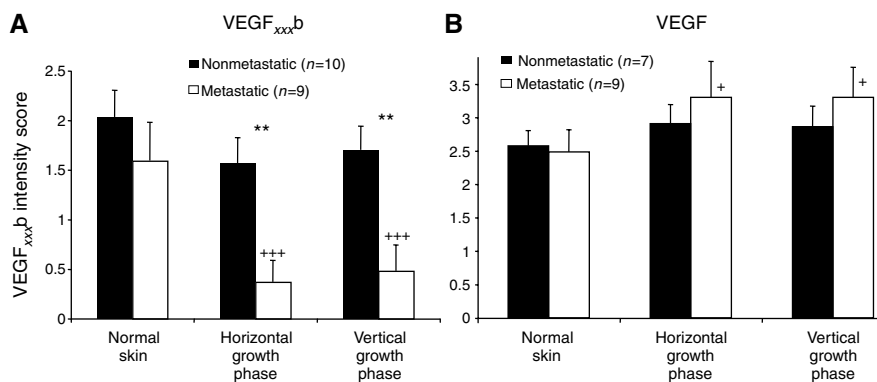 A
VEGFxxxb
Nonmetastatic (n=10)
Metastatic (n=9)
VEGFxxxb intensity score
2.5
2
1.5
1
0.5
0
**
**
+++
+++
Normal
skin
Horizontal
growth
phase
Vertical
growth
phase
B
VEGF
Nonmetastatic (n=7)
Metastatic (n=9)
3.5
3
2.5
2
1.5
1
0.5
0
+
+
Normal
skin
Horizontal
growth
phase
Vertical
growth
phase